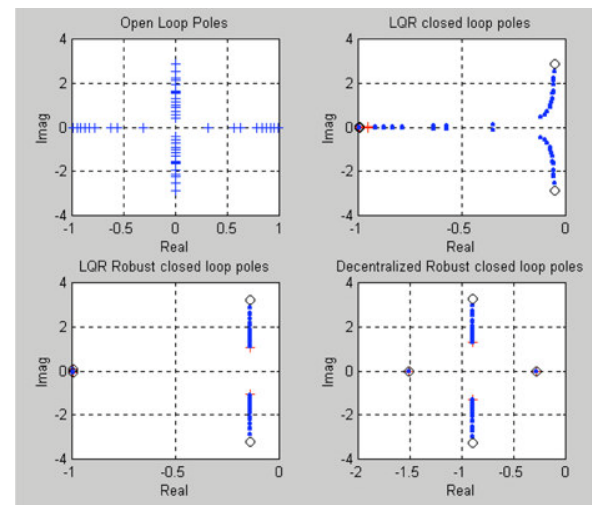 Open Loop Poles
4
2
0
-2
-4
Imag
-1 -0.5 0 0.5 1
Real
LQR closed loop poles
4
2
0
-2
-4
Imag
-1 -0.5 0
Real
LQR Robust closed loop poles
4
2
0
-2
-4
Imag
-1 -0.5 0
Real
Decentralized Robust closed loop poles
4
2
0
-2
-4
Imag
-2 -1.5 -1 -0.5 0
Real